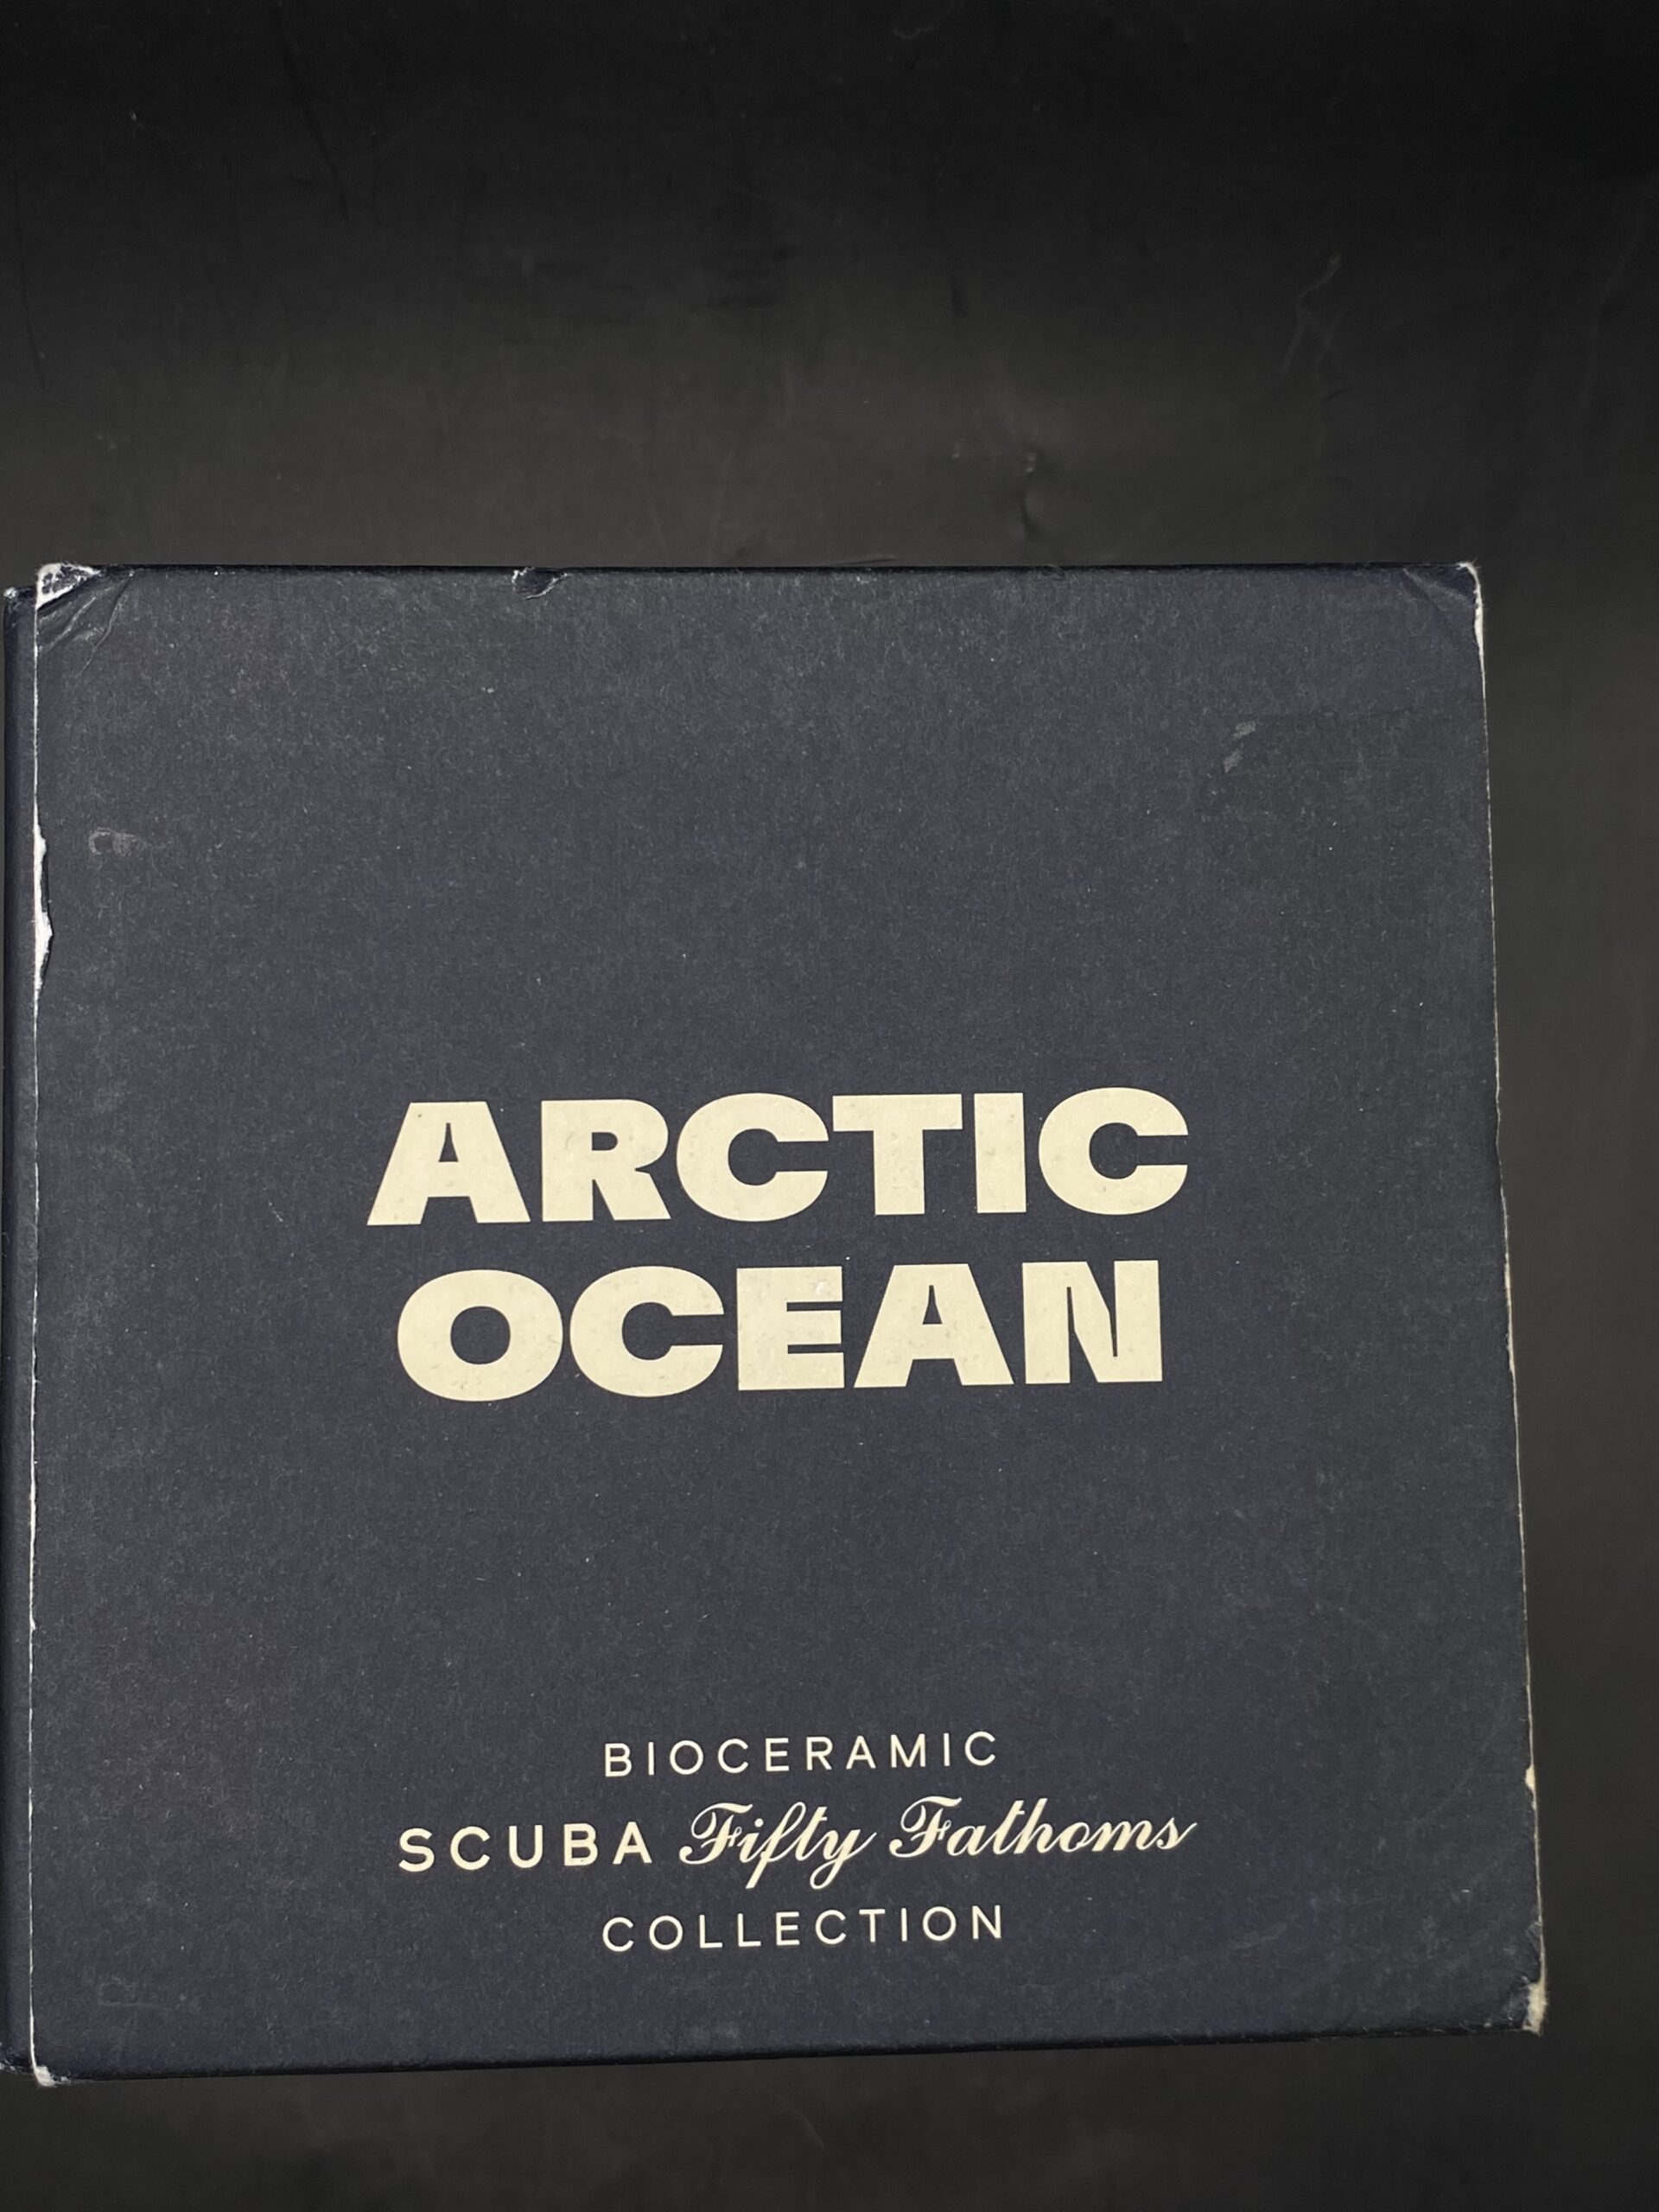 ARCTIC
OCEAN
BIOCERAMIC
SCUBA Fifty Fathoms
COLLECTION